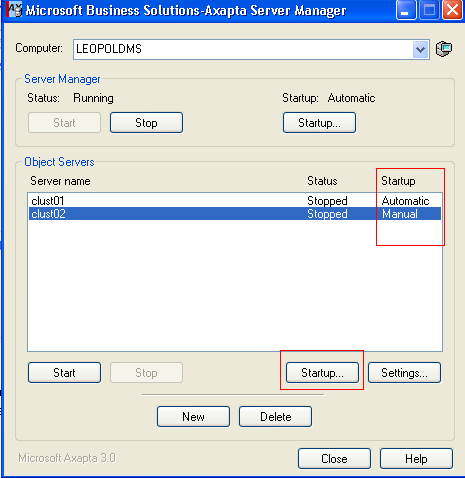 Microsoft Business Solutions-Axapta Server Manager
Computer: LEOPOLDMS
Server Manager
Status: Running Startup: Automatic
Start Stop Startup...
Object Servers
Server name Status Startup
clust01 Stopped Automatic
clust02 Stopped Manual
Start Stop Startup... Settings...
New Delete
Microsoft Axapta 3.0 Close Help